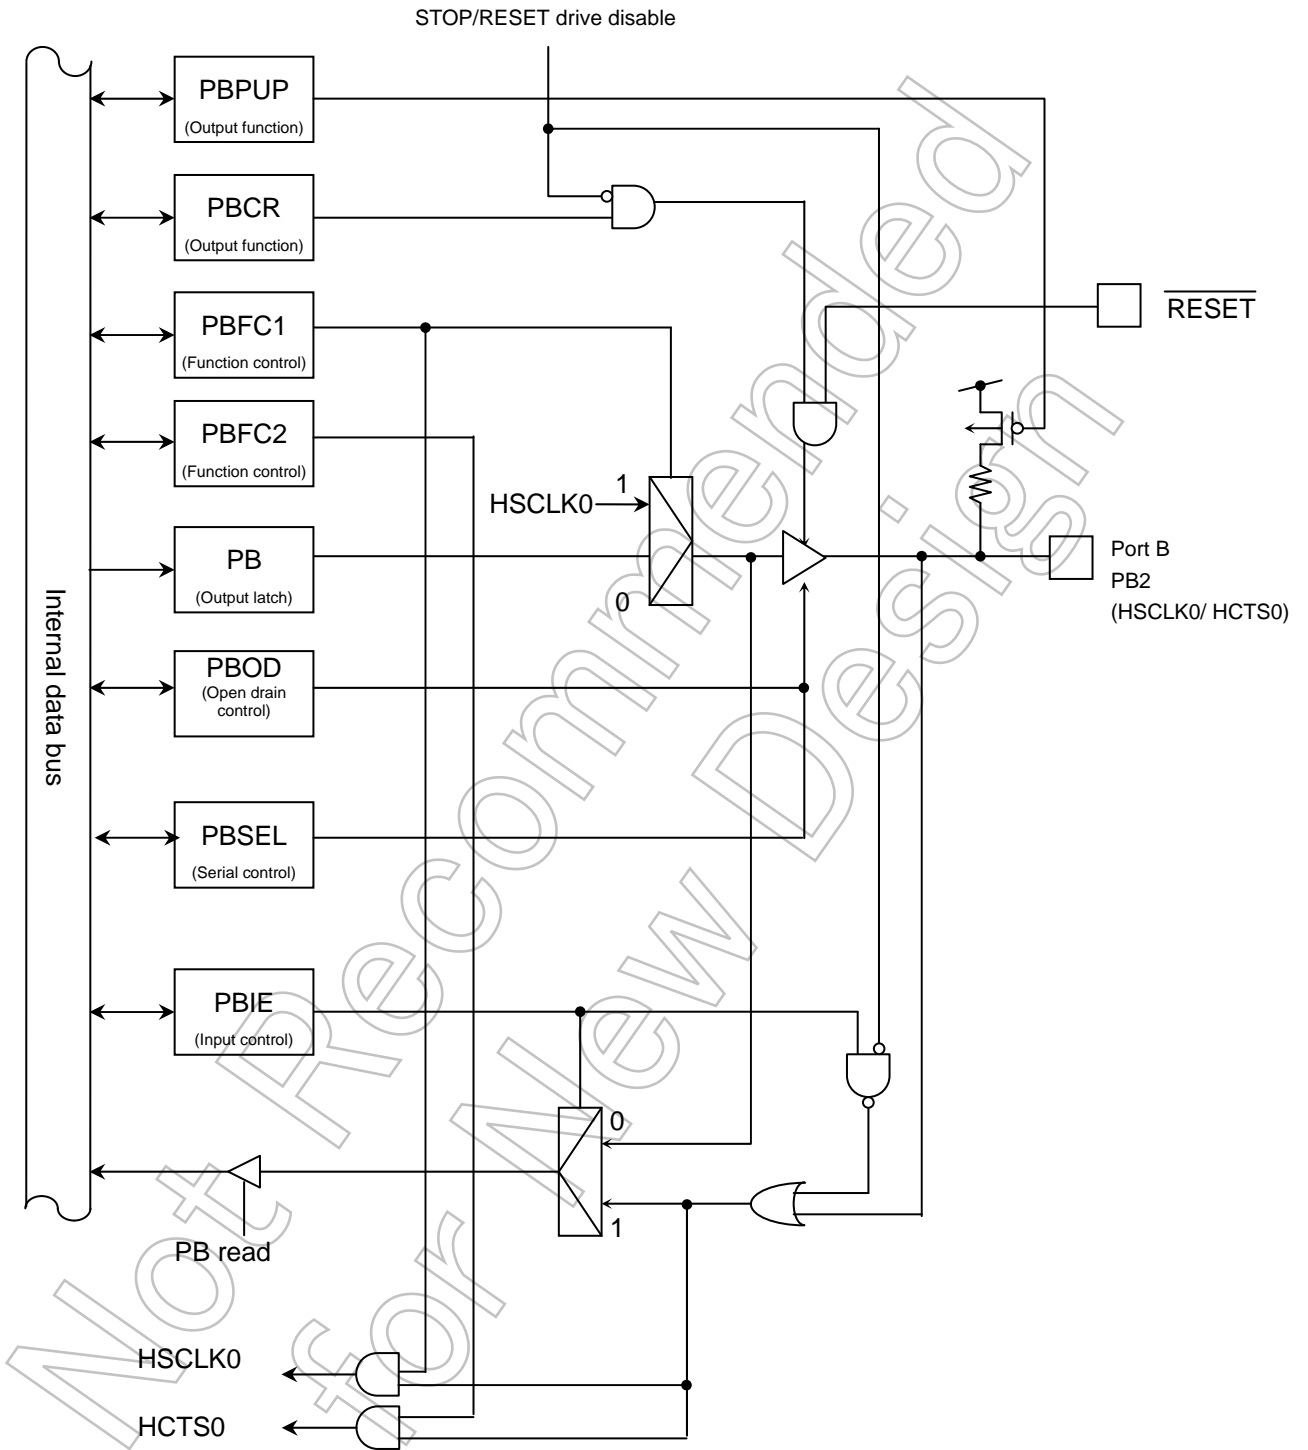 STOP/RESET drive disable
PBPUP
(Output function)
PBCR
(Output function)
PBFC1
(Function control)
RESET
PBFC2
(Function control)
HSCLK0
1
0
PB
(Output latch)
Port B
PB2
(HSCLK0/ HCTS0)
Internal data bus
PBOD
(Open drain
control)
PBSEL
(Serial control)
PBIE
(Input control)
0
1
PB read
HSCLK0
HCTS0
Not Recommended
for New Design